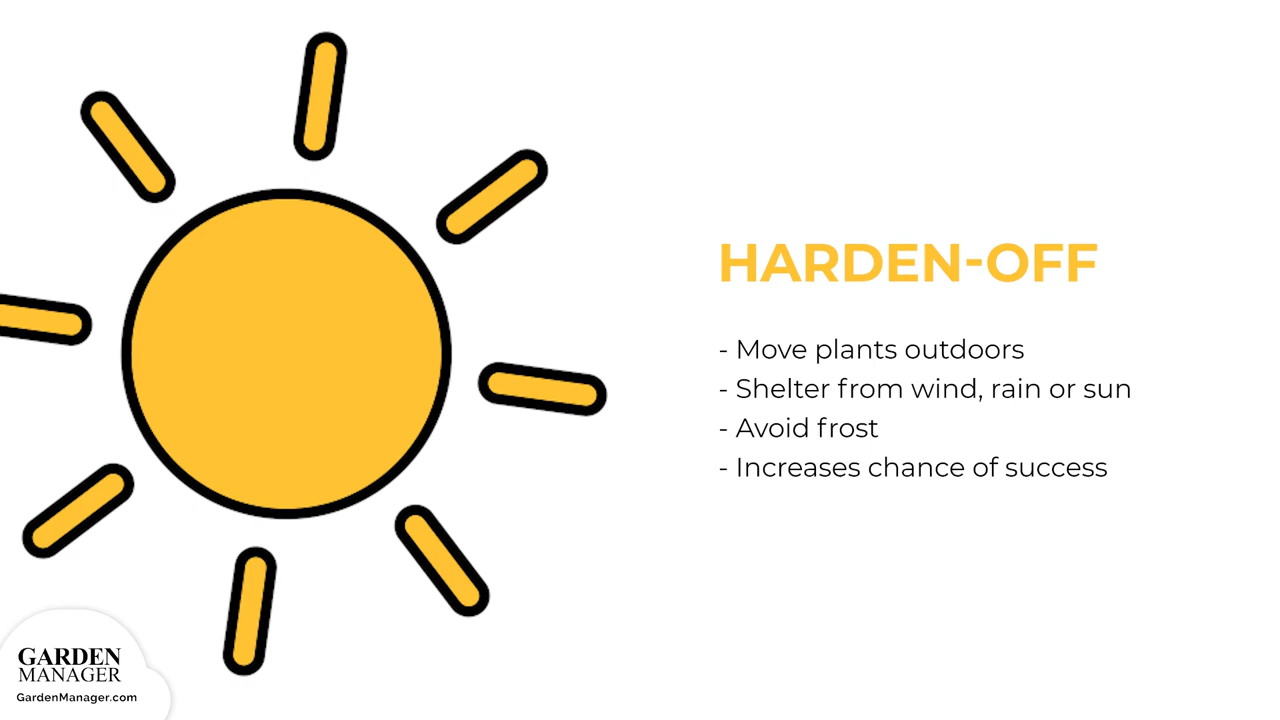 HARDEN-OFF
- Move plants outdoors
- Shelter from wind, rain or sun
- Avoid frost
- Increases chance of success
GARDEN
MANAGER
GardenManager.com